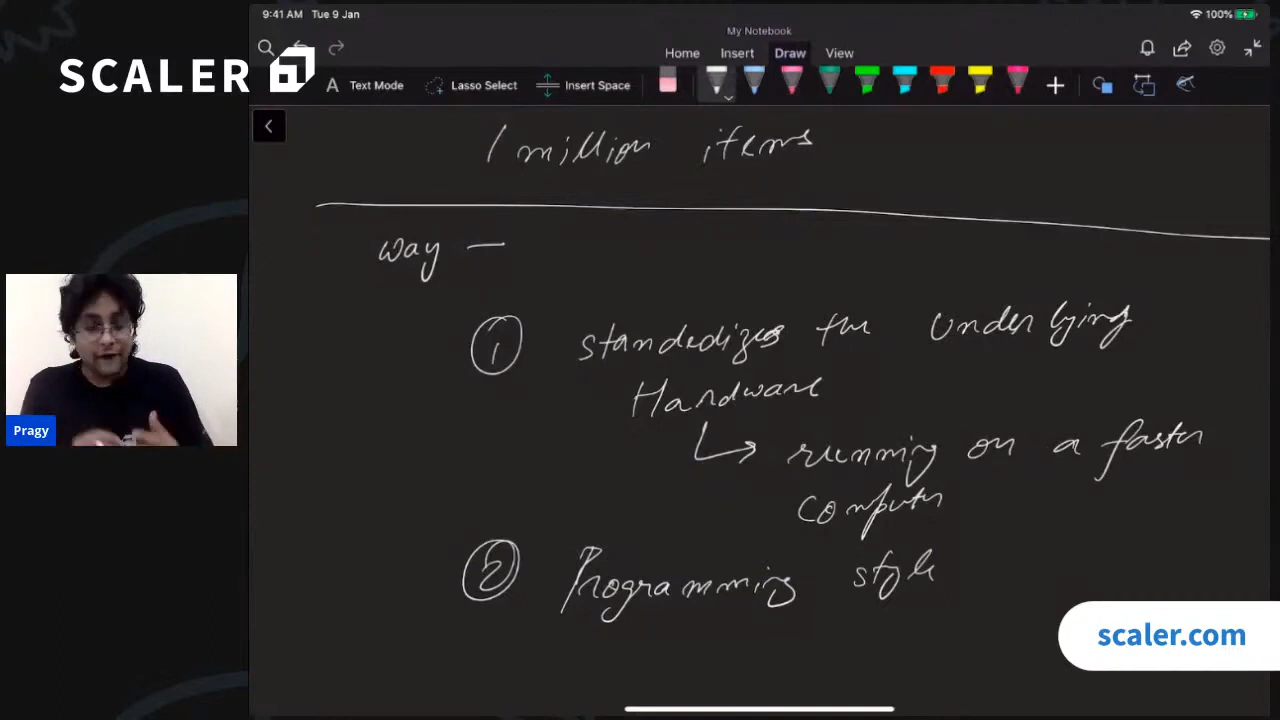 9:41 AM Tue 9 Jan
100%
My Notebook
SCALER
Home Insert Draw View
Text Mode Lasso Select Insert Space
1 million items
way —
1 standedizes the underlying
Hardware
↳ running on a faster
computer
2 Programming style
Pragy
scaler.com